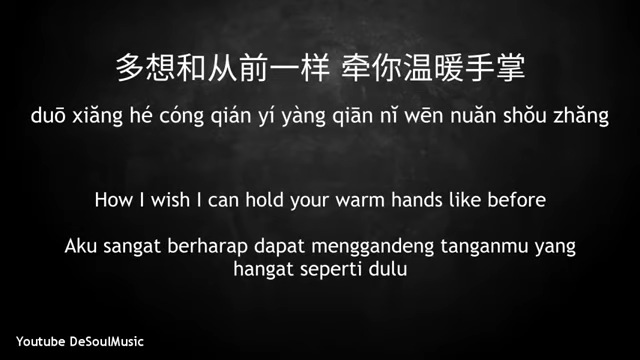 多想和从前一样 牵你温暖手掌
duō xiǎng hé cóng qián yí yàng qiān nǐ wēn nuǎn shǒu zhǎng
How I wish I can hold your warm hands like before
Aku sangat berharap dapat menggandeng tanganmu yang
hangat seperti dulu
Youtube DeSoulMusic